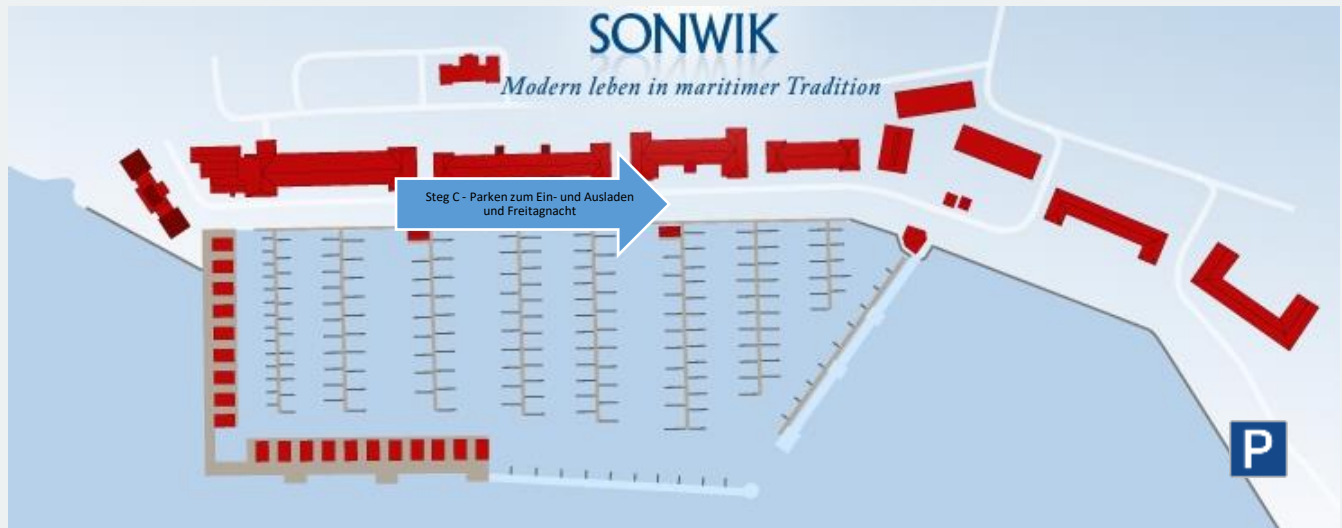 SONWIK
Modern leben in maritimer Tradition
Steg C - Parken zum Ein- und Ausladen
und Freitagnacht
P